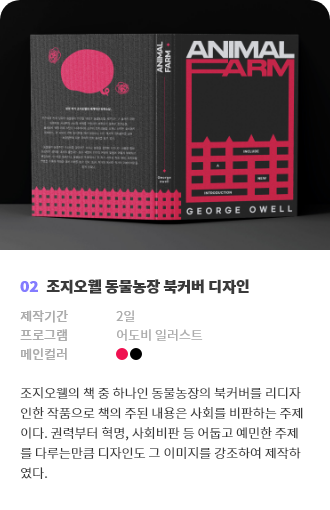 ANIMAL
FARM
ANIMAL
FARM
INCLUDE
A
NEW
INTRODUCTION
GEORGE OWELL
02 조지오웰 동물농장 북커버 디자인
제작기간 2일
프로그램 어도비 일러스트
메인컬러
조지오웰의 책 중 하나인 동물농장의 북커버를 리디자
인한 작품으로 책의 주된 내용은 사회를 비판하는 주제
이다. 권력부터 혁명, 사회비판 등 어둡고 예민한 주제
를 다루는만큼 디자인도 그 이미지를 강조하여 제작하
였다.